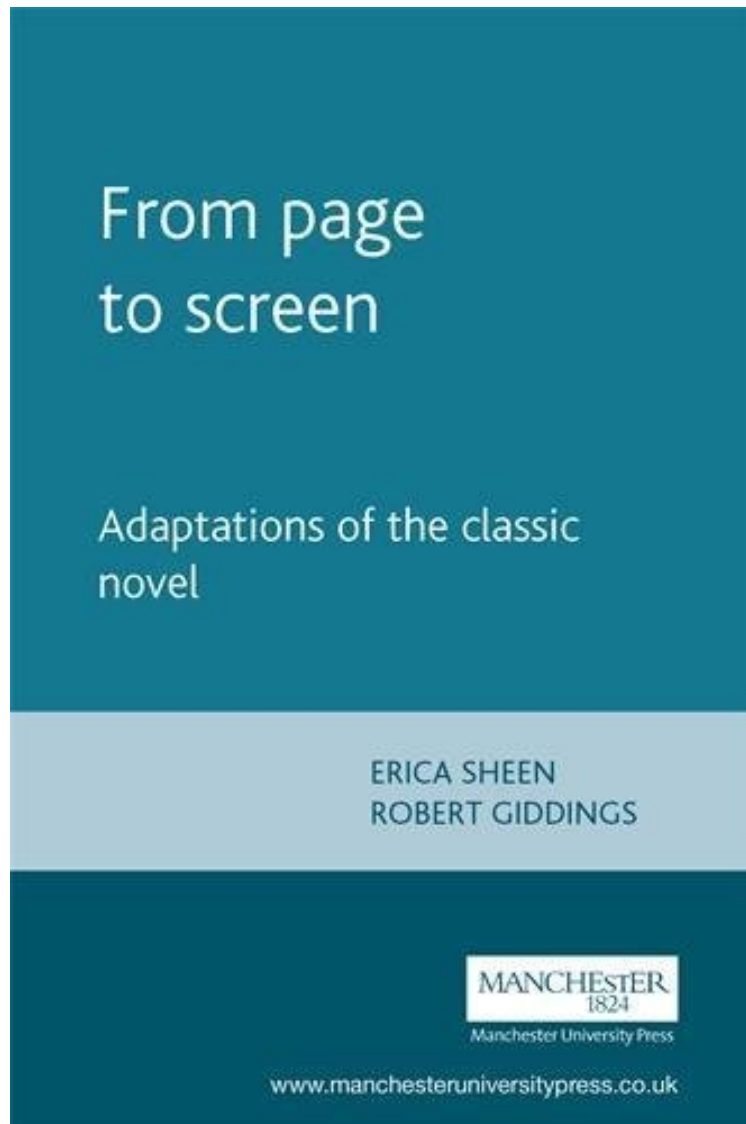 From page
to screen
Adaptations of the classic
novel
ERICA SHEEN
ROBERT GIDDINGS
MANCHESTER
1824
Manchester University Press
www.manchesteruniversitypress.co.uk